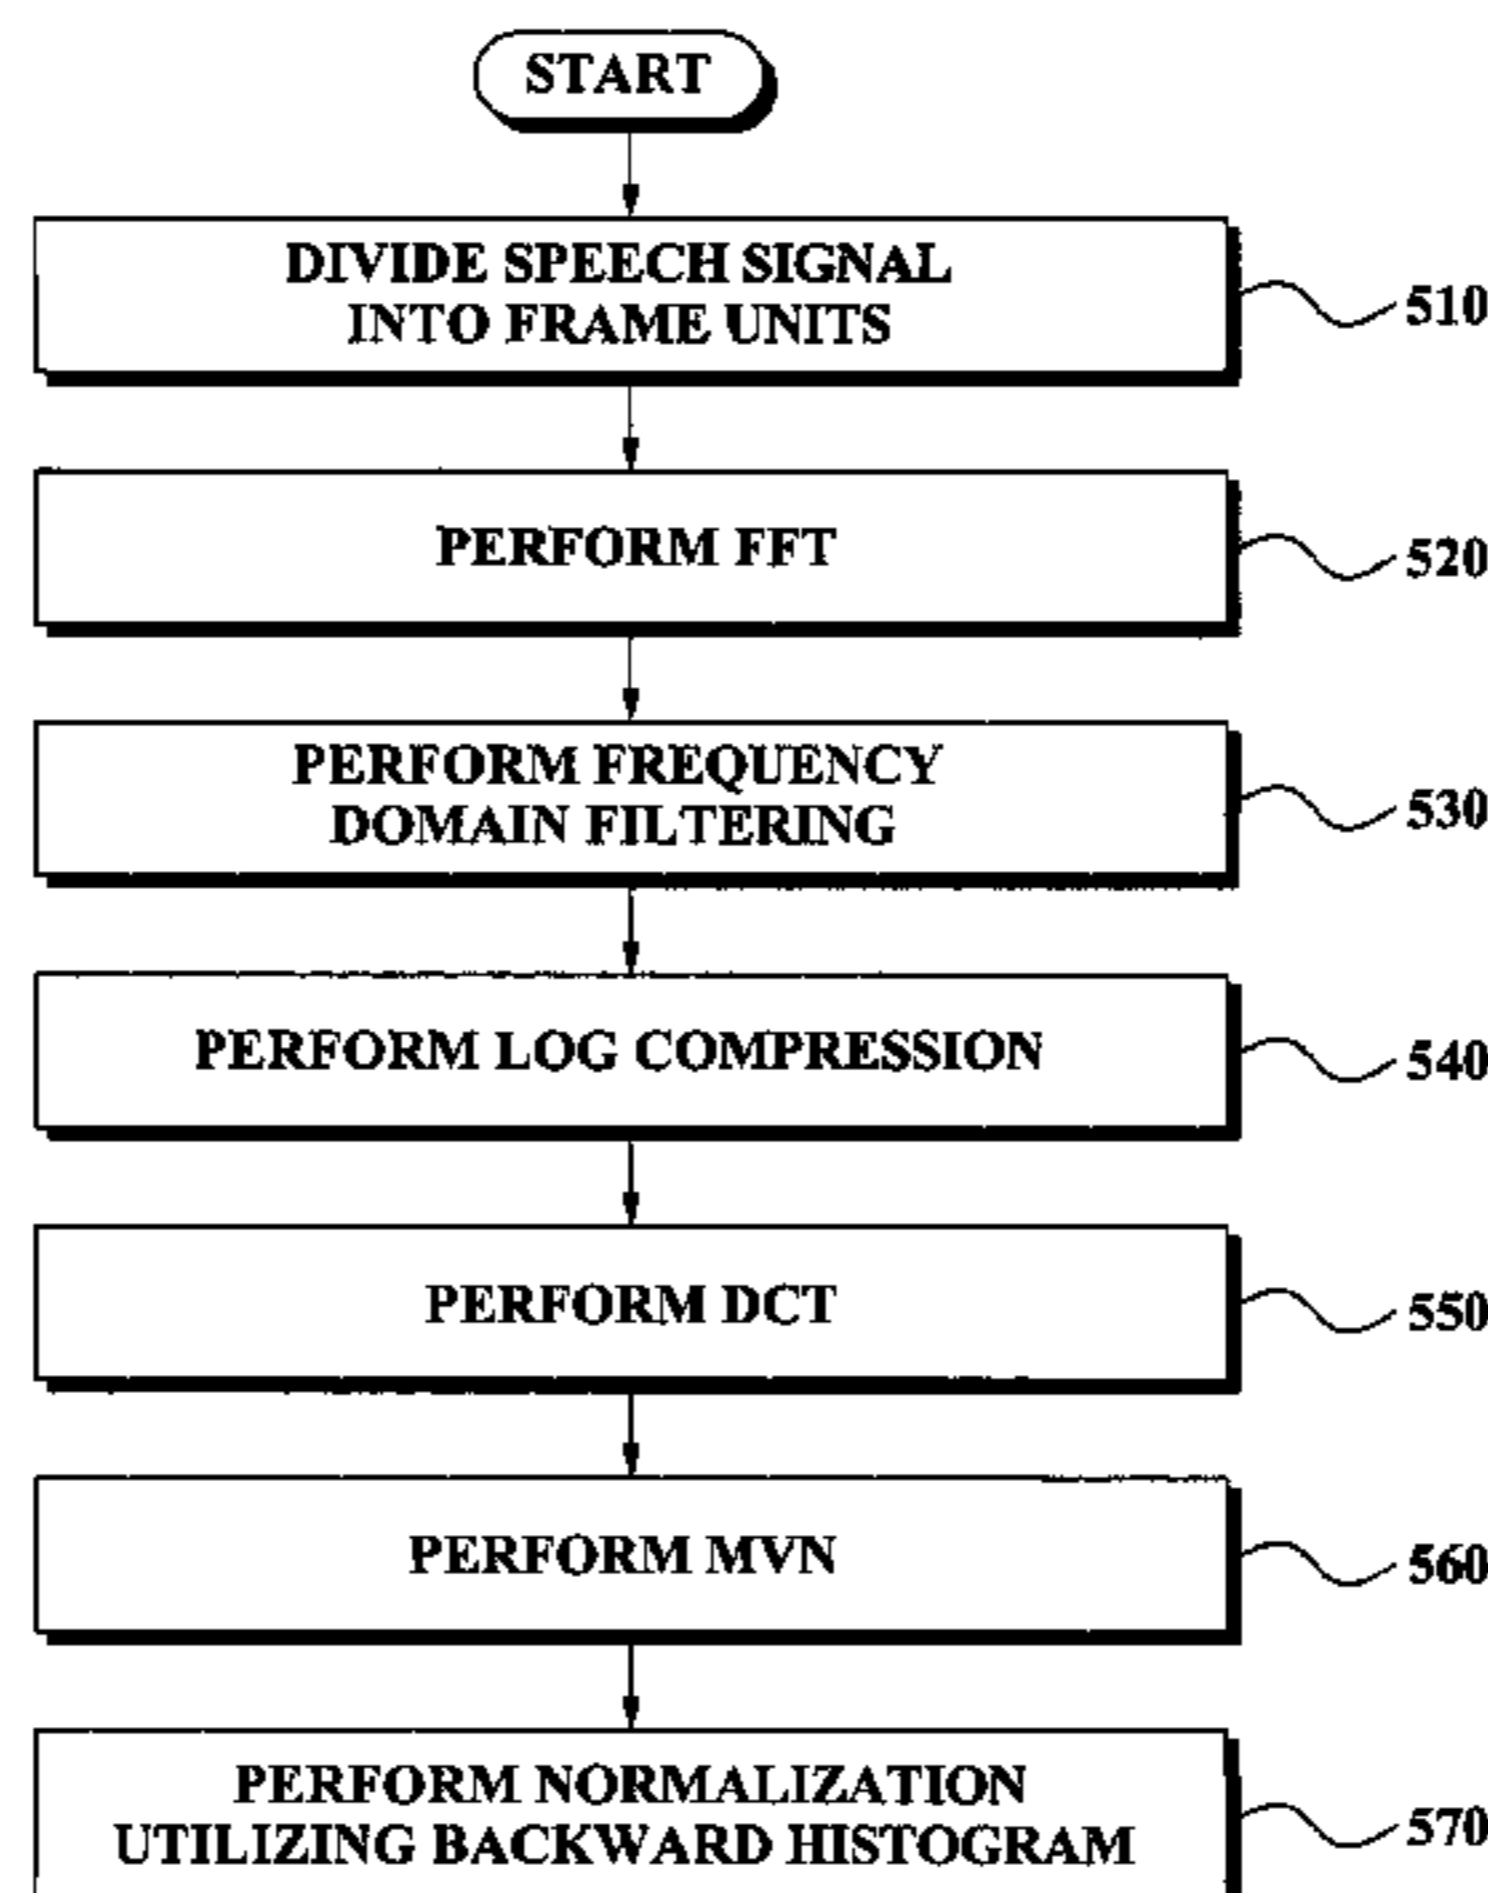 START
DIVIDE SPEECH SIGNAL
INTO FRAME UNITS
510
PERFORM FFT
520
PERFORM FREQUENCY
DOMAIN FILTERING
530
PERFORM LOG COMPRESSION
540
PERFORM DCT
550
PERFORM MVN
560
PERFORM NORMALIZATION
UTILIZING BACKWARD HISTOGRAM
570